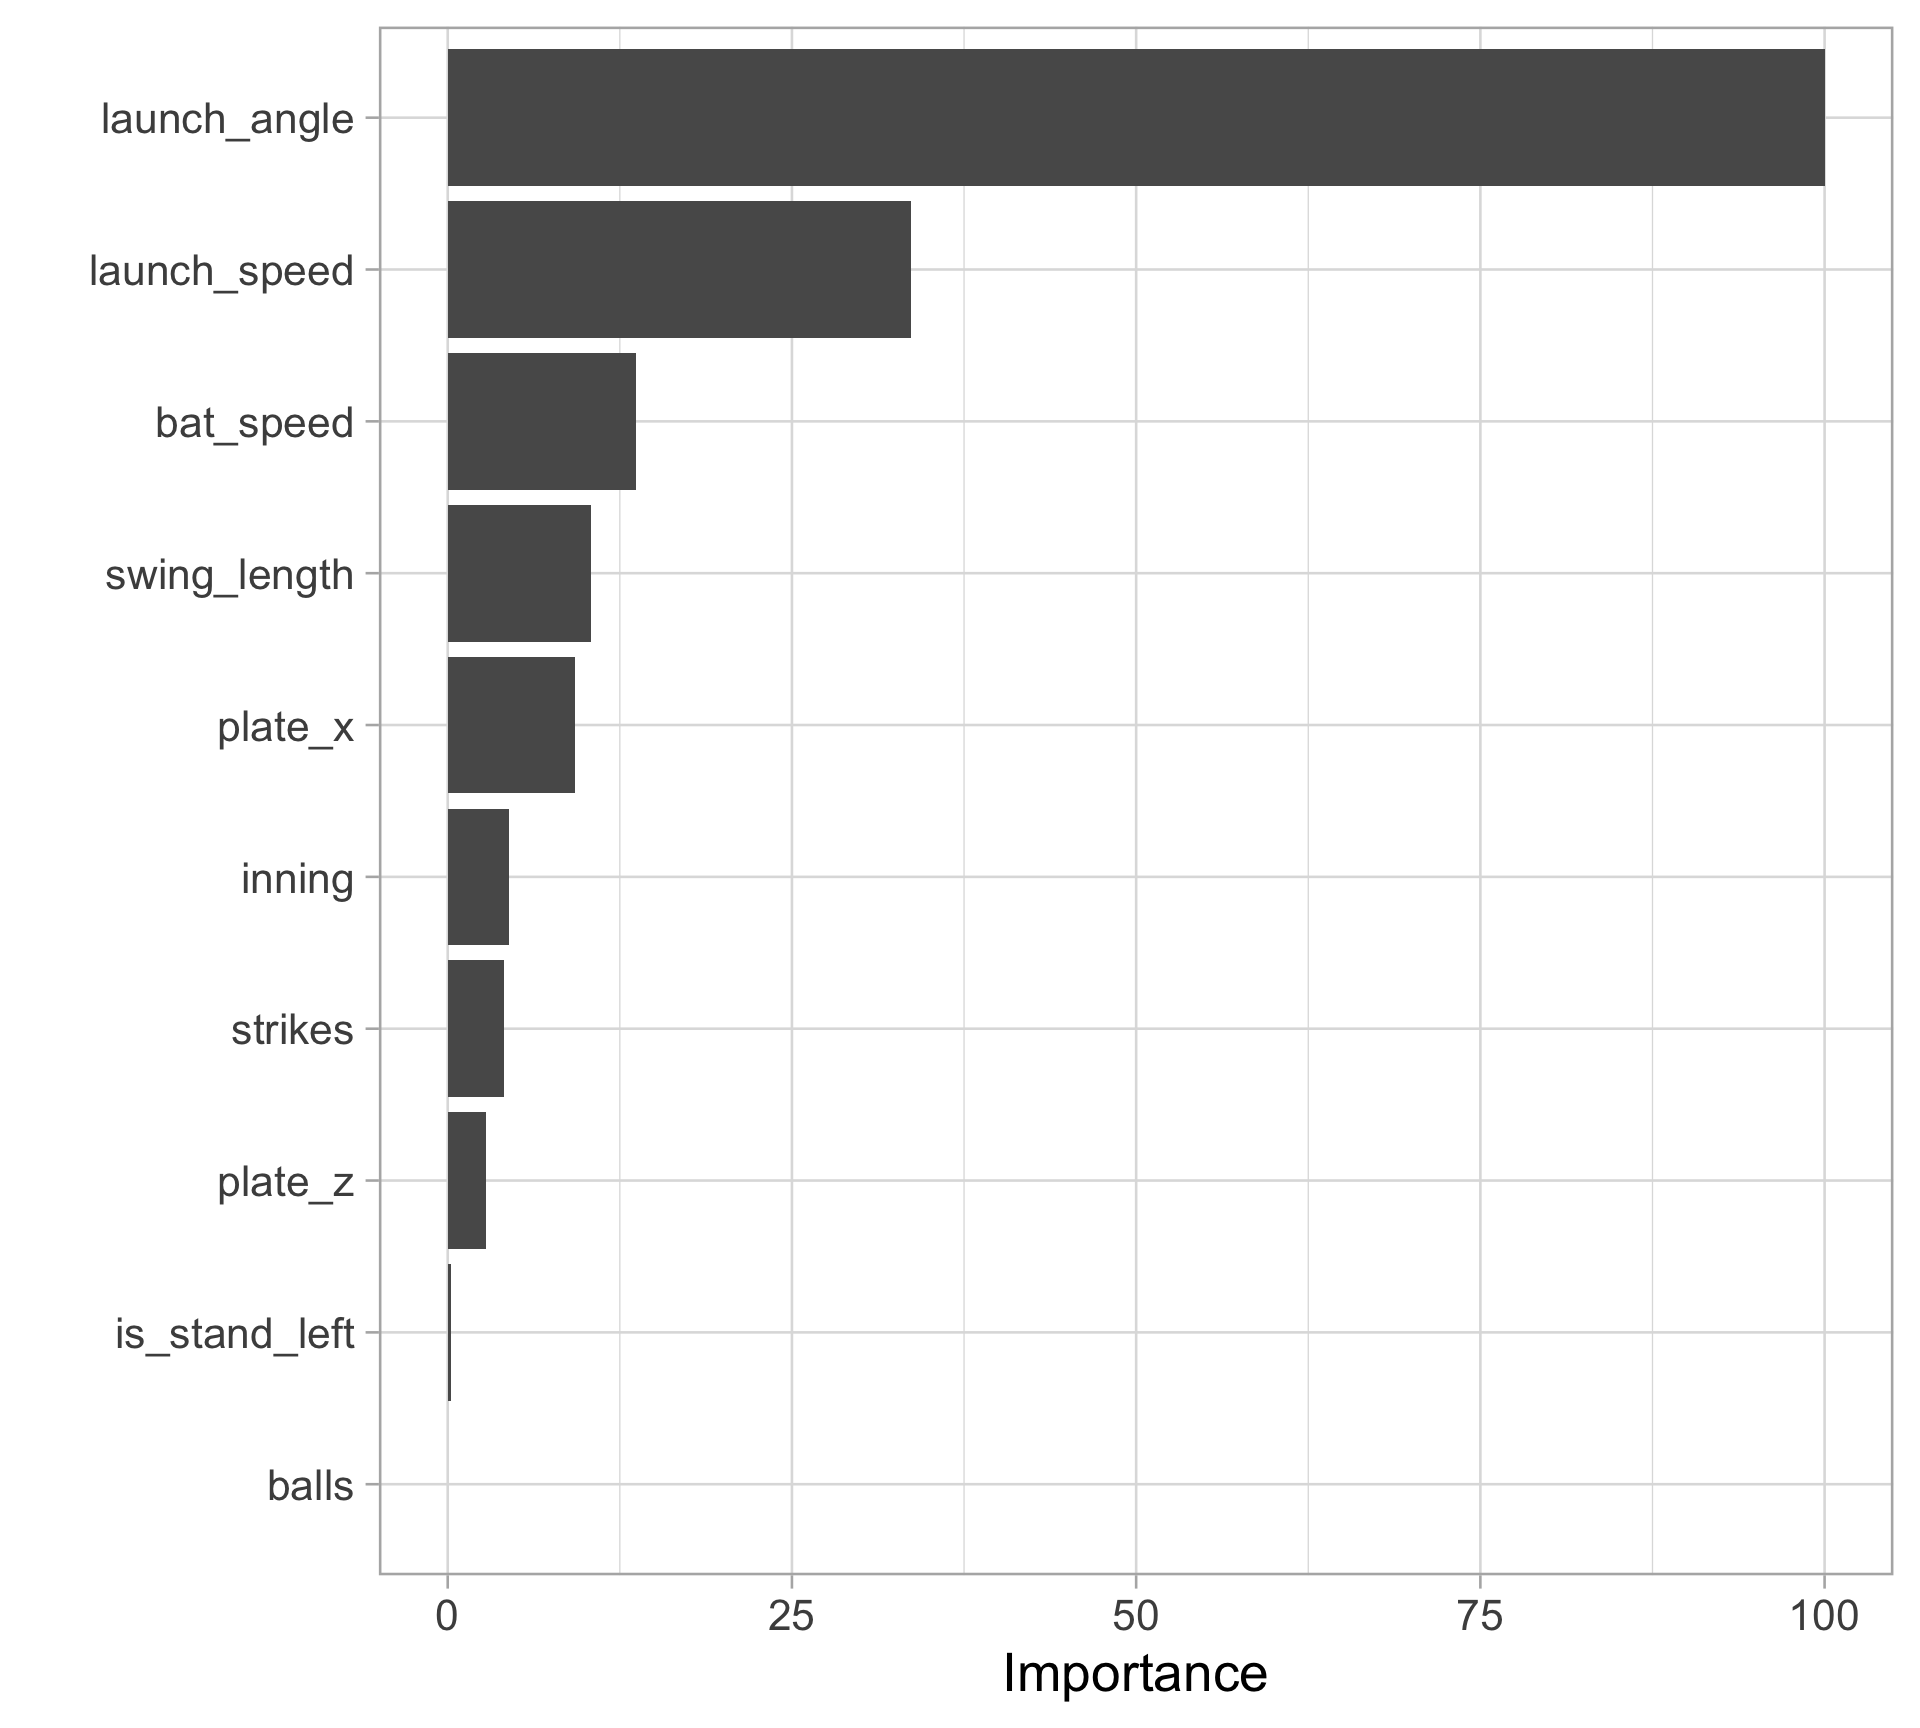 launch_angle
launch_speed
bat_speed
swing_length
plate_x
inning
strikes
plate_z
is_stand_left
balls
0 25 50 75 100
Importance